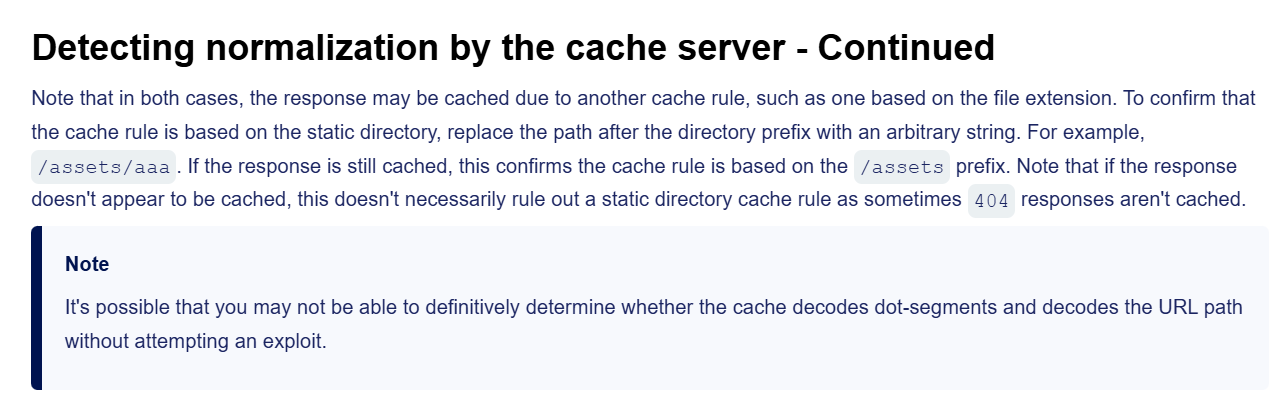 Detecting normalization by the cache server - Continued
Note that in both cases, the response may be cached due to another cache rule, such as one based on the file extension. To confirm that
the cache rule is based on the static directory, replace the path after the directory prefix with an arbitrary string. For example,
/assets/aaa. If the response is still cached, this confirms the cache rule is based on the /assets prefix. Note that if the response
doesn't appear to be cached, this doesn't necessarily rule out a static directory cache rule as sometimes 404 responses aren't cached.
Note
It's possible that you may not be able to definitively determine whether the cache decodes dot-segments and decodes the URL path
without attempting an exploit.